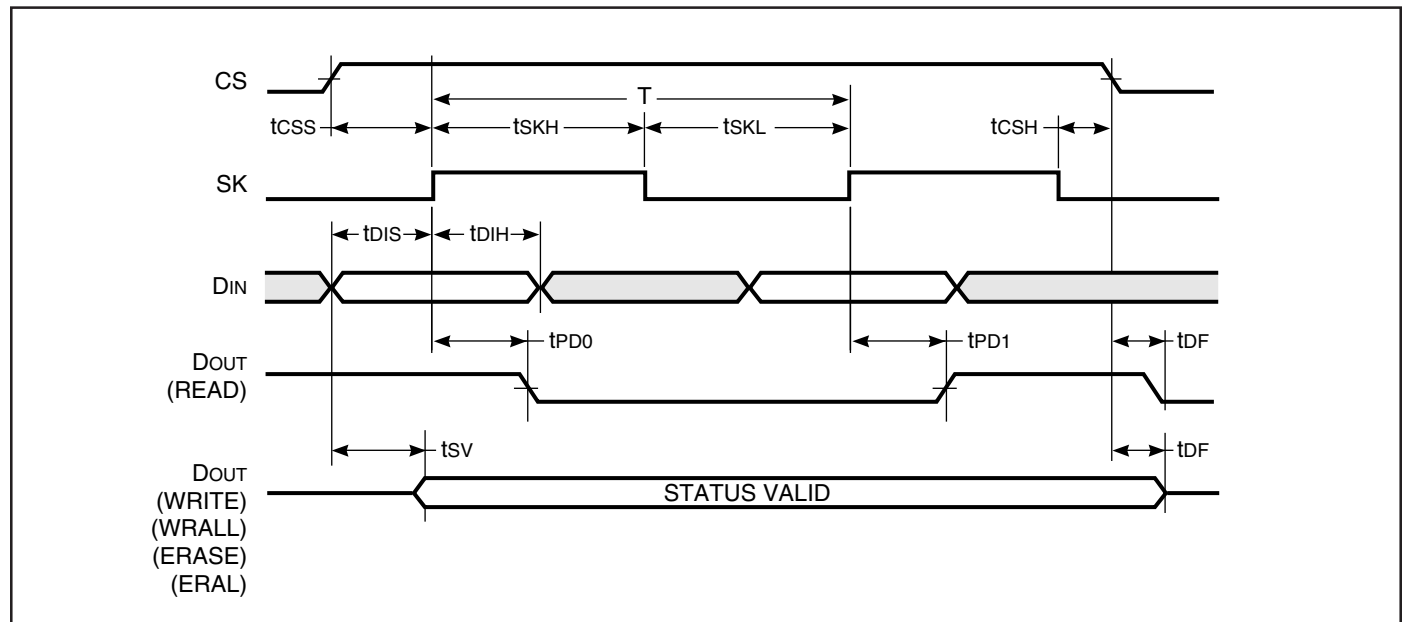 CS
T
tCSS
tSKH
tSKL
tCSH
SK
tDIS
tDIH
DIN
tPD0
tPD1
tDF
DOUT
(READ)
tSV
tDF
DOUT
(WRITE)
(WRALL)
(ERASE)
(ERAL)
STATUS VALID